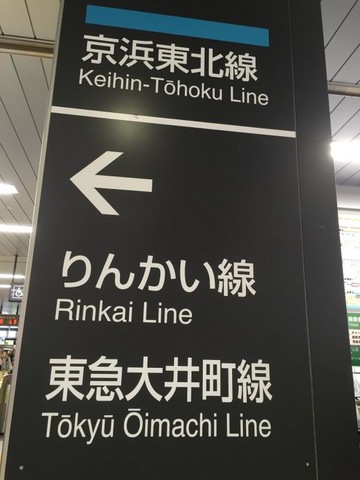 京浜東北線
Keihin-Tōhoku Line
りんかい線
Rinkai Line
東急大井町線
Tōkyū Ōimachi Line